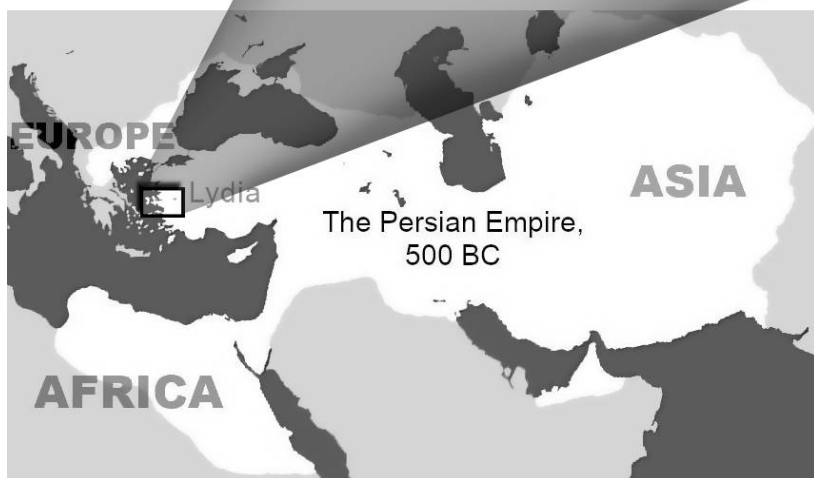 EUROPE
Lydia
ASIA
The Persian Empire,
500 BC
AFRICA